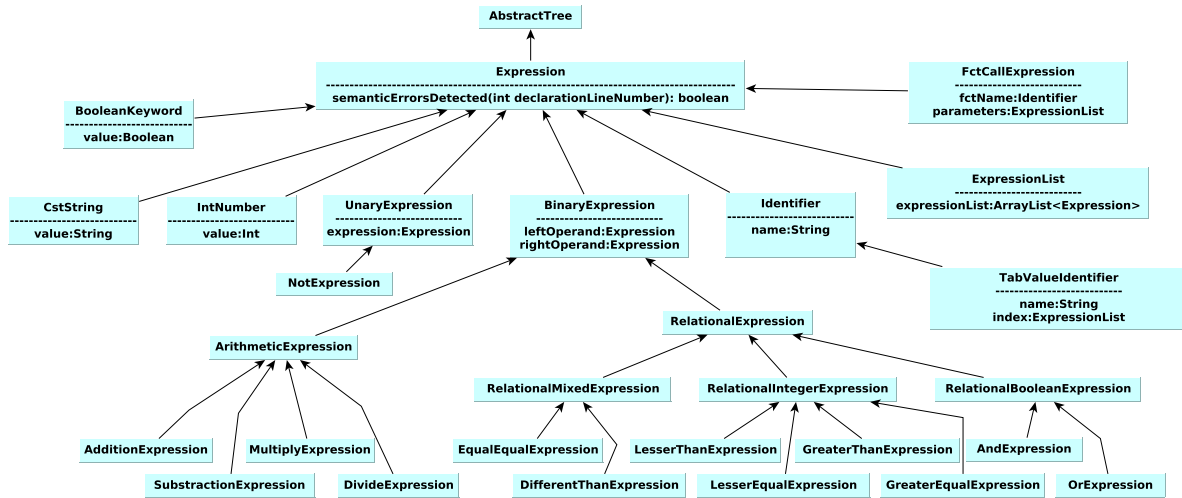 AbstractTree
Expression
------------------------------------------------------------------------------------------
semanticErrorsDetected(int declarationLineNumber): boolean
FctCallExpression
---------------------------
fctName:Identifier
parameters:ExpressionList
BooleanKeyword
---------------------------
value:Boolean
CstString
---------------------------
value:String
IntNumber
---------------------------
value:Int
UnaryExpression
---------------------------
expression:Expression
BinaryExpression
---------------------------
leftOperand:Expression
rightOperand:Expression
Identifier
---------------------------
name:String
ExpressionList
---------------------------
expressionList:ArrayList<Expression>
NotExpression
TabValueIdentifier
---------------------------
name:String
index:ExpressionList
ArithmeticExpression
RelationalExpression
RelationalMixedExpression
RelationalIntegerExpression
RelationalBooleanExpression
AdditionExpression
MultiplyExpression
EqualEqualExpression
LesserThanExpression
GreaterThanExpression
AndExpression
SubstractionExpression
DivideExpression
DifferentThanExpression
LesserEqualExpression
GreaterEqualExpression
OrExpression